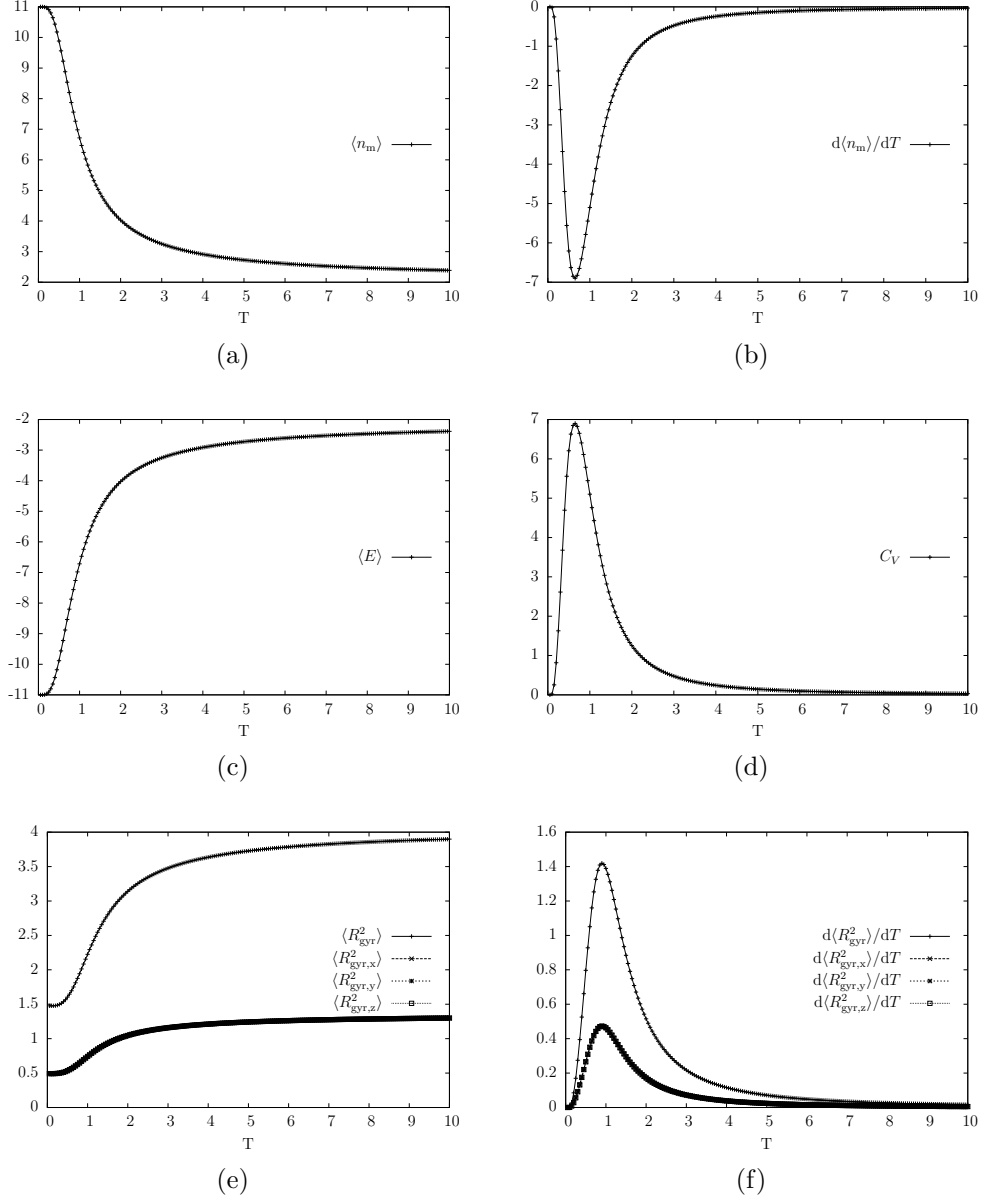 11
10
9
8
7
6
5
4
3
2
0 1 2 3 4 5 6 7 8 9 10
T
⟨n_m⟩
(a)
0
-1
-2
-3
-4
-5
-6
-7
0 1 2 3 4 5 6 7 8 9 10
T
d⟨n_m⟩/dT
(b)
-2
-3
-4
-5
-6
-7
-8
-9
-10
-11
0 1 2 3 4 5 6 7 8 9 10
T
⟨E⟩
(c)
7
6
5
4
3
2
1
0
0 1 2 3 4 5 6 7 8 9 10
T
C_V
(d)
4
3.5
3
2.5
2
1.5
1
0.5
0
0 1 2 3 4 5 6 7 8 9 10
T
⟨R²_gyr⟩
⟨R²_gyr,x⟩
⟨R²_gyr,y⟩
⟨R²_gyr,z⟩
(e)
1.6
1.4
1.2
1
0.8
0.6
0.4
0.2
0
0 1 2 3 4 5 6 7 8 9 10
T
d⟨R²_gyr⟩/dT
d⟨R²_gyr,x⟩/dT
d⟨R²_gyr,y⟩/dT
d⟨R²_gyr,z⟩/dT
(f)